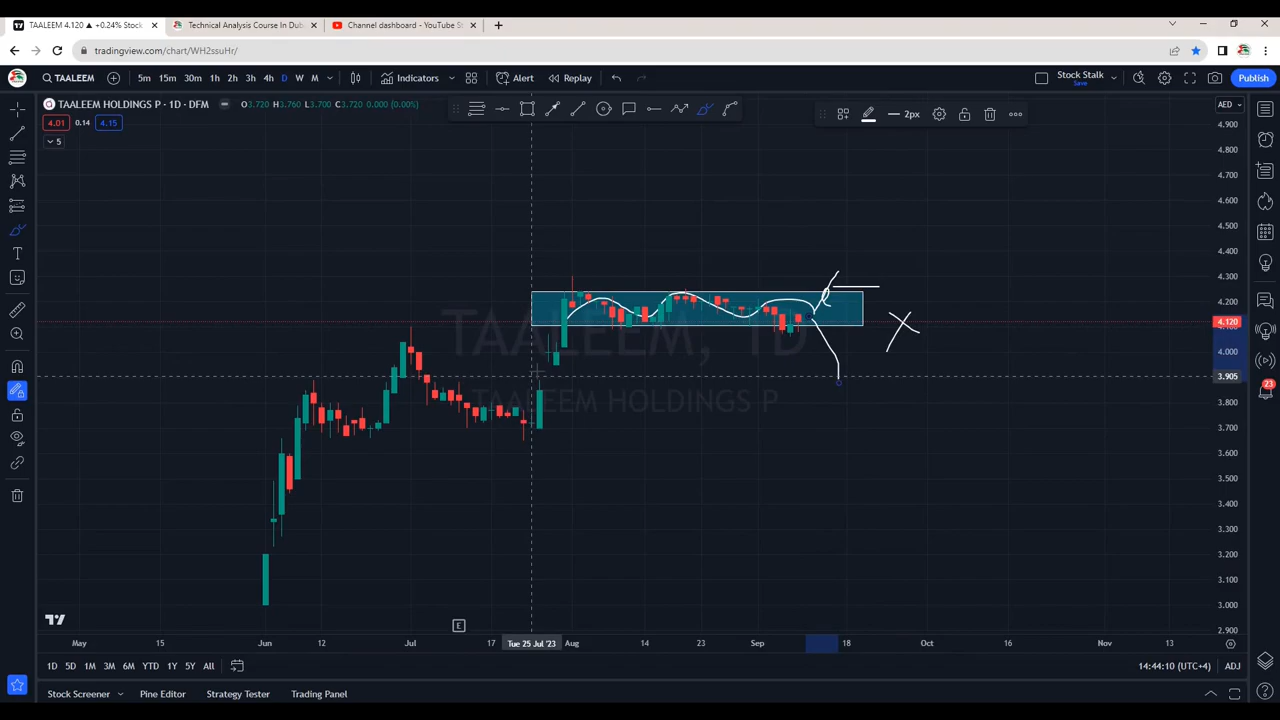 TAALEEM 4.120 ▲ +0.24% Stock
Technical Analysis Course In Dub
Channel dashboard - YouTube St
tradingview.com/chart/WH2ssuHr/
TAALEEM
5m 15m 30m 1h 2h 3h 4h D W M
Indicators
Alert
Replay
Stock Stalk
Save
Publish
TAALEEM HOLDINGS P · 1D · DFM
O3.720 H3.760 L3.700 C3.720 0.000 (0.00%)
4.01 0.14 4.15
5
2px
AED
4.900
4.800
4.700
4.600
4.500
4.400
4.300
4.200
4.120
4.000
3.905
3.800
3.700
3.600
3.500
3.400
3.300
3.200
3.100
3.000
2.900
TAALEEM, 1D
TAALEEM HOLDINGS P
23
E
May 15 Jun 12 Jul 17 Tue 25 Jul '23 Aug 14 23 Sep 18 Oct 16 Nov 13
1D 5D 1M 3M 6M YTD 1Y 5Y All
14:44:10 (UTC+4) ADJ
Stock Screener Pine Editor Strategy Tester Trading Panel